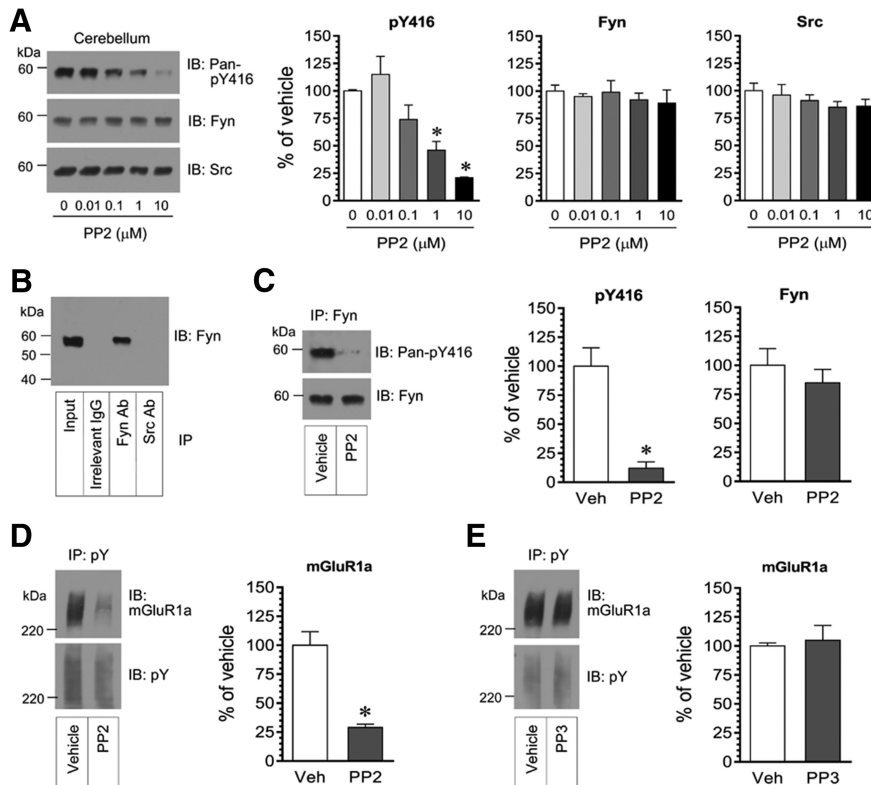 A
Cerebellum
kDa
60
IB: Pan-
pY416
60
IB: Fyn
60
IB: Src
0 0.01 0.1 1 10
PP2 (μM)
pY416
% of vehicle
150
125
100
75
50
25
0
*
*
0 0.01 0.1 1 10
PP2 (μM)
Fyn
150
125
100
75
50
25
0
0 0.01 0.1 1 10
PP2 (μM)
Src
150
125
100
75
50
25
0
0 0.01 0.1 1 10
PP2 (μM)
B
kDa
60
50
40
IB: Fyn
Input
Irrelevant IgG
Fyn Ab
Src Ab
IP
C
IP: Fyn
kDa
60
IB: Pan-pY416
60
IB: Fyn
Vehicle
PP2
pY416
% of vehicle
150
125
100
75
50
25
0
*
Veh PP2
Fyn
150
125
100
75
50
25
0
Veh PP2
D
IP: pY
kDa
IB:
mGluR1a
220
IB: pY
220
Vehicle
PP2
mGluR1a
% of vehicle
150
125
100
75
50
25
0
*
Veh PP2
E
IP: pY
kDa
IB:
mGluR1a
220
IB: pY
220
Vehicle
PP3
mGluR1a
% of vehicle
150
125
100
75
50
25
0
Veh PP3